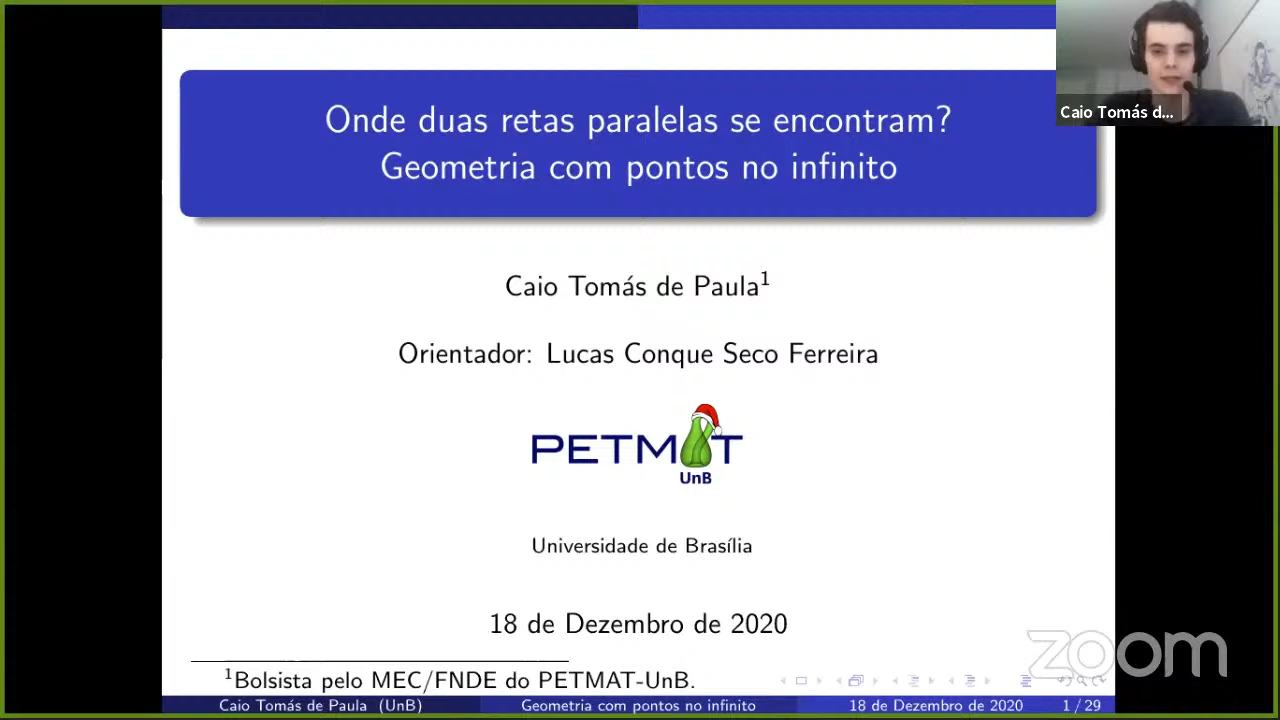 Onde duas retas paralelas se encontram?
Geometria com pontos no infinito
Caio Tomás d...
Caio Tomás de Paula¹
Orientador: Lucas Conque Seco Ferreira
PETMAT
UnB
Universidade de Brasília
18 de Dezembro de 2020
¹Bolsista pelo MEC/FNDE do PETMAT-UnB.
zoom
Caio Tomás de Paula (UnB) Geometria com pontos no infinito 18 de Dezembro de 2020 1 / 29